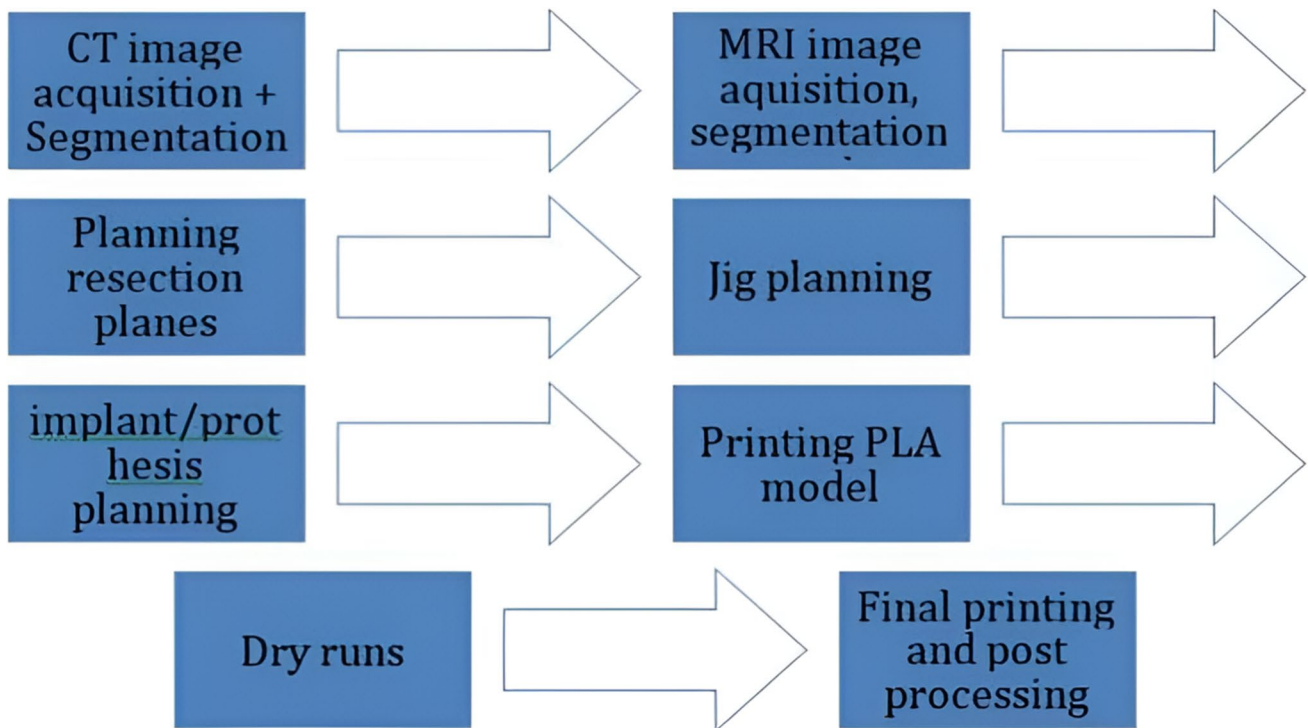 CT image
acquisition +
Segmentation
MRI image
aquisition,
segmentation
Planning
resection
planes
Jig planning
implant/prot
hesis
planning
Printing PLA
model
Dry runs
Final printing
and post
processing